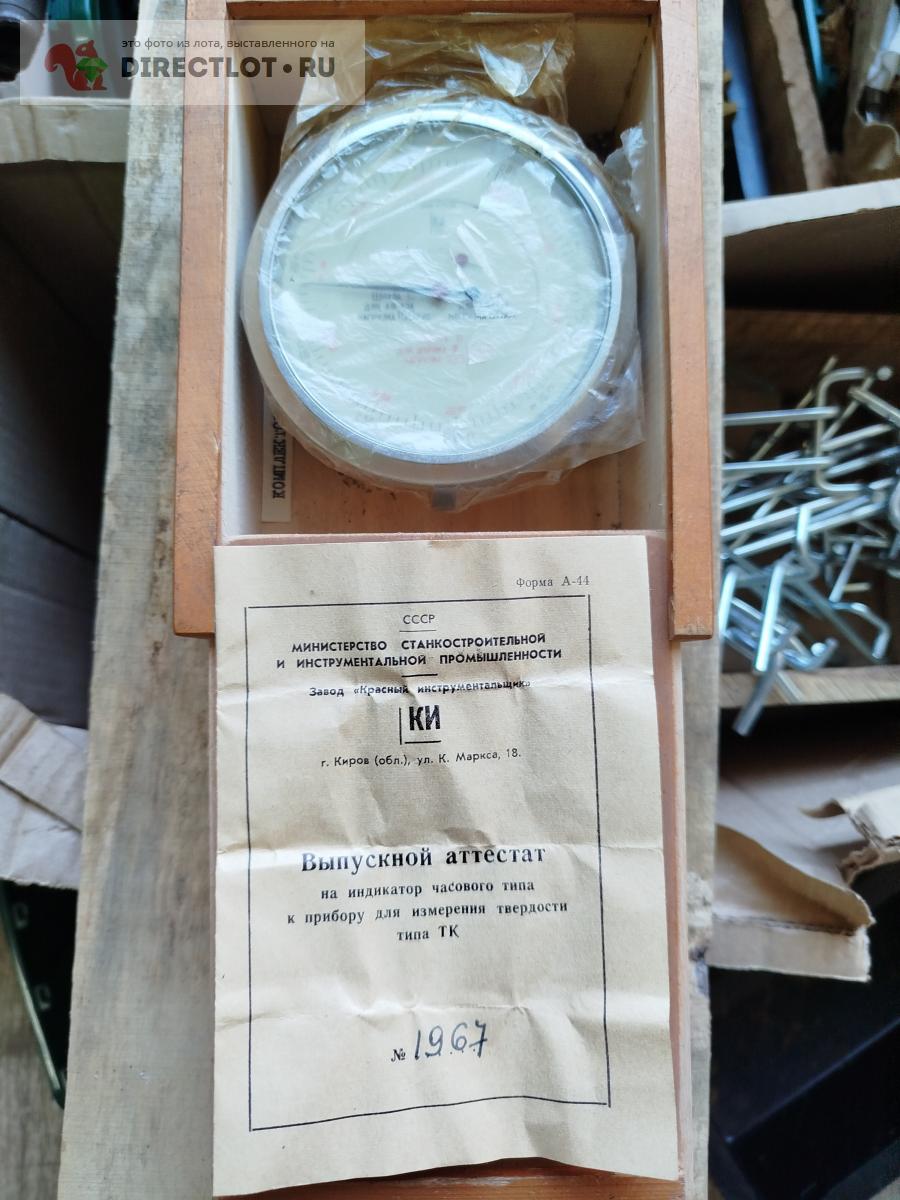 это фото из лота, выставленного на
DIRECTLOT.RU
КОМПЛЕКТ
Форма А-44
СССР
МИНИСТЕРСТВО СТАНКОСТРОИТЕЛЬНОЙ
И ИНСТРУМЕНТАЛЬНОЙ ПРОМЫШЛЕННОСТИ
Завод «Красный инструментальщик»
КИ
г. Киров (обл.), ул. К. Маркса, 18.
Выпускной аттестат
на индикатор часового типа
к прибору для измерения твердости
типа ТК
№ 1967